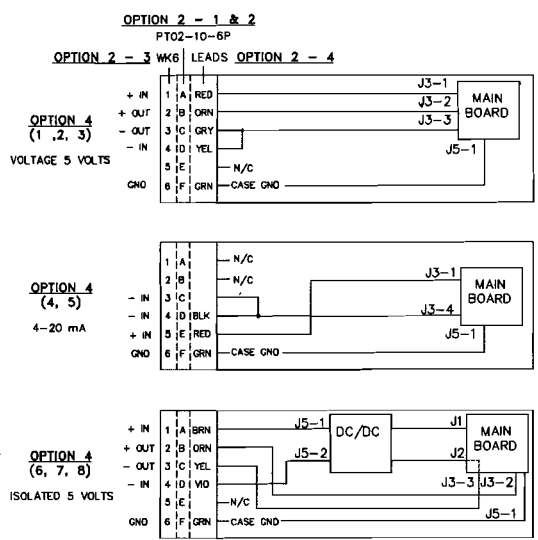 OPTION 2 - 1 & 2
PT02-10-6P
OPTION 2 - 3 WK6 LEADS OPTION 2 - 4
OPTION 4
(1 ,2, 3)
VOLTAGE 5 VOLTS
+ IN 1 A RED J3-1
+ OUT 2 B ORN J3-2
- OUT 3 C GRY J3-3
- IN 4 D YEL
5 E N/C
GND 6 F GRN CASE GND
J5-1
MAIN
BOARD
OPTION 4
(4, 5)
4-20 mA
1 A N/C
2 B N/C
- IN 3 C
- IN 4 D BLK J3-4
+ IN 5 E RED J3-1
GND 6 F GRN CASE GND
J5-1
MAIN
BOARD
OPTION 4
(6, 7, 8)
ISOLATED 5 VOLTS
+ IN 1 A BRN J5-1
+ OUT 2 B ORN J5-2
- OUT 3 C YEL
- IN 4 D VIO
5 E N/C
GND 6 F GRN CASE GND
DC/DC
J1
J2
MAIN
BOARD
J3-3 J3-2
J5-1